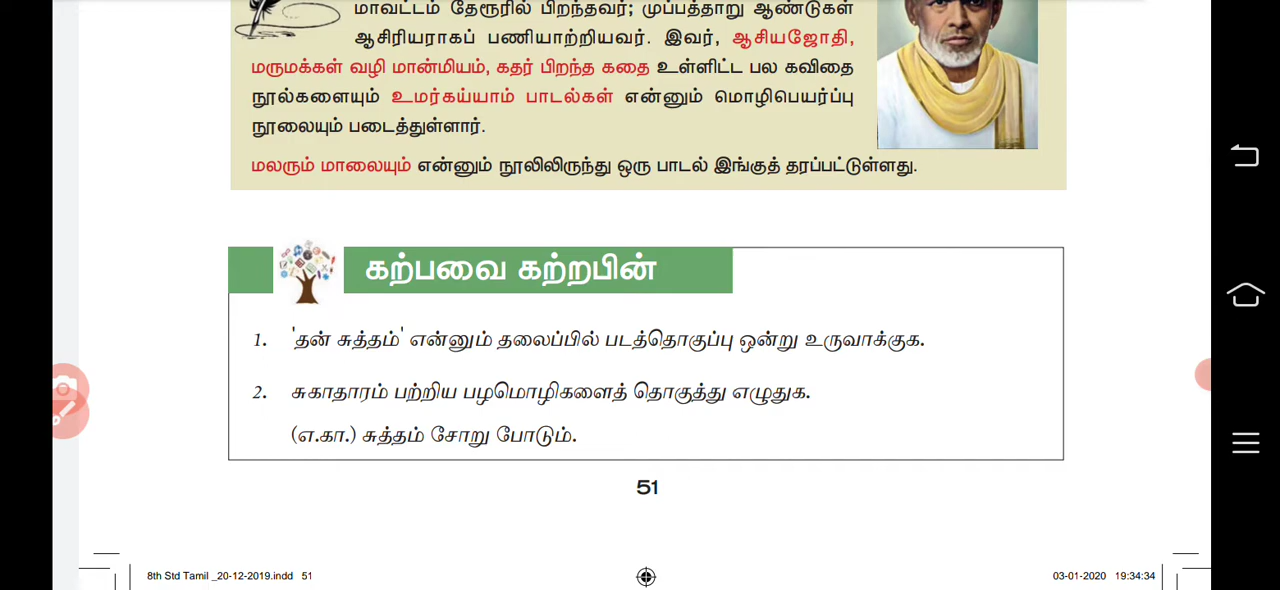 மாவட்டம் தேரூரில் பிறந்தவர்; முப்பத்தாறு ஆண்டுகள்
ஆசிரியராகப் பணியாற்றியவர். இவர், ஆசியஜோதி,
மருமக்கள் வழி மான்மியம், கதர் பிறந்த கதை உள்ளிட்ட பல கவிதை
நூல்களையும் உமர்கய்யாம் பாடல்கள் என்னும் மொழிபெயர்ப்பு
நூலையும் படைத்துள்ளார்.
மலரும் மாலையும் என்னும் நூலிலிருந்து ஒரு பாடல் இங்குத் தரப்பட்டுள்ளது.
கற்பவை கற்றபின்
1. 'தன் சுத்தம்' என்னும் தலைப்பில் படத்தொகுப்பு ஒன்று உருவாக்குக.
2. சுகாதாரம் பற்றிய பழமொழிகளைத் தொகுத்து எழுதுக.
(எ.கா.) சுத்தம் சோறு போடும்.
51
8th Std Tamil _20-12-2019.indd 51
03-01-2020 19:34:34